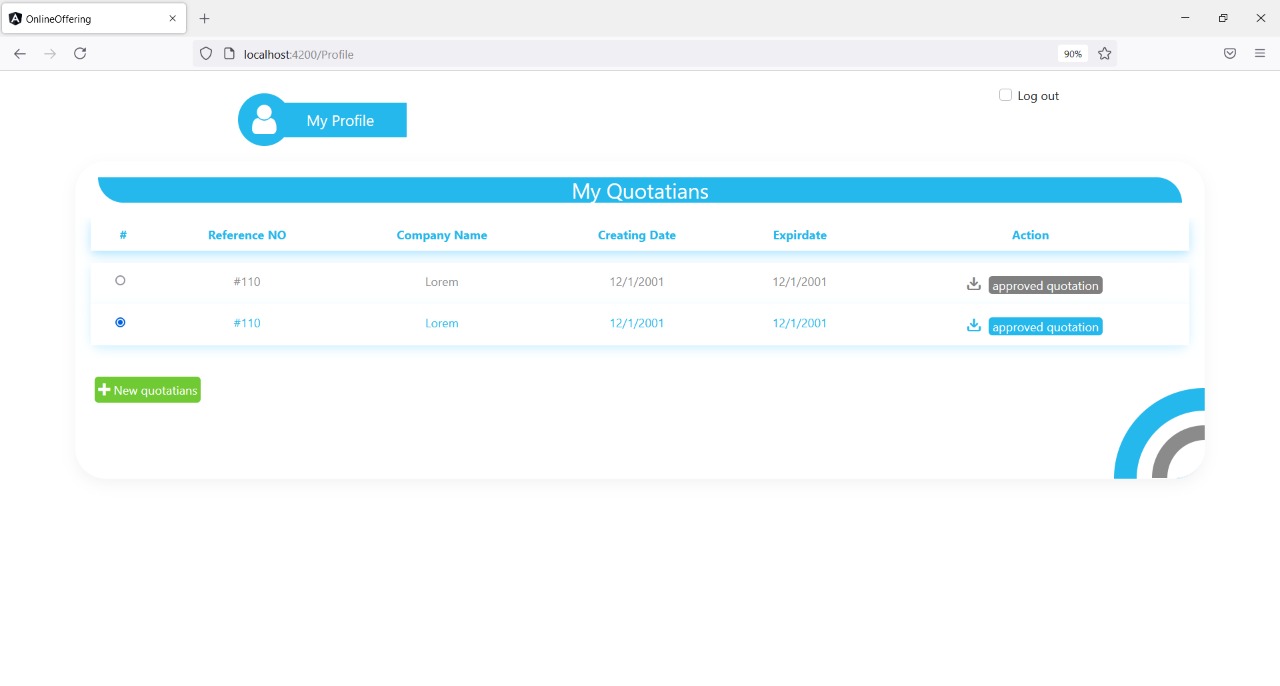 OnlineOffering
localhost:4200/Profile
90%
My Profile
Log out
My Quotatians
# Reference NO Company Name Creating Date Expirdate Action
#110 Lorem 12/1/2001 12/1/2001 approved quotation
#110 Lorem 12/1/2001 12/1/2001 approved quotation
New quotatians